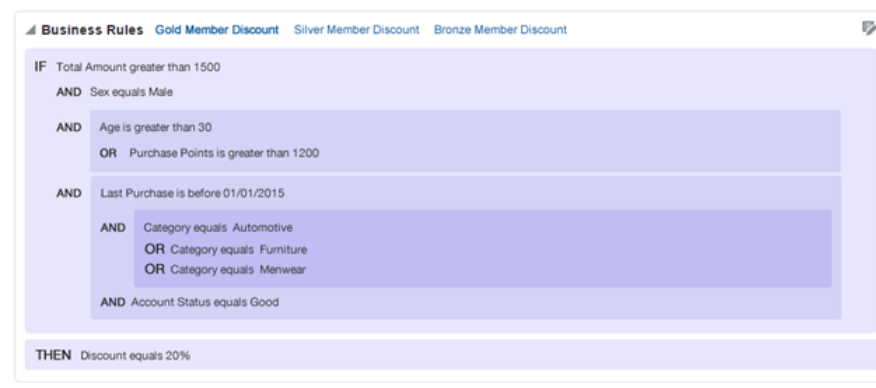 Business Rules Gold Member Discount Silver Member Discount Bronze Member Discount
IF Total Amount greater than 1500
AND Sex equals Male
AND Age is greater than 30
OR Purchase Points is greater than 1200
AND Last Purchase is before 01/01/2015
AND Category equals Automotive
OR Category equals Furniture
OR Category equals Menwear
AND Account Status equals Good
THEN Discount equals 20%